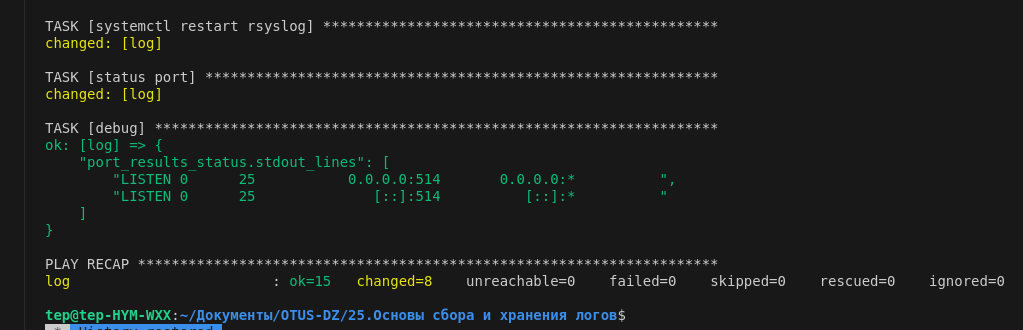 TASK [systemctl restart rsyslog] ***********************************************
changed: [log]
TASK [status port] *************************************************************
changed: [log]
TASK [debug] *******************************************************************
ok: [log] => {
    "port_results_status.stdout_lines": [
        "LISTEN 0      25           0.0.0.0:514       0.0.0.0:*          ",
        "LISTEN 0      25              [::]:514          [::]:*          "
    ]
}
PLAY RECAP *********************************************************************
log                        : ok=15   changed=8    unreachable=0    failed=0    skipped=0    rescued=0    ignored=0
tep@tep-HYM-WXX:~/Документы/OTUS-DZ/25.Основы сбора и хранения логов$
* History restored